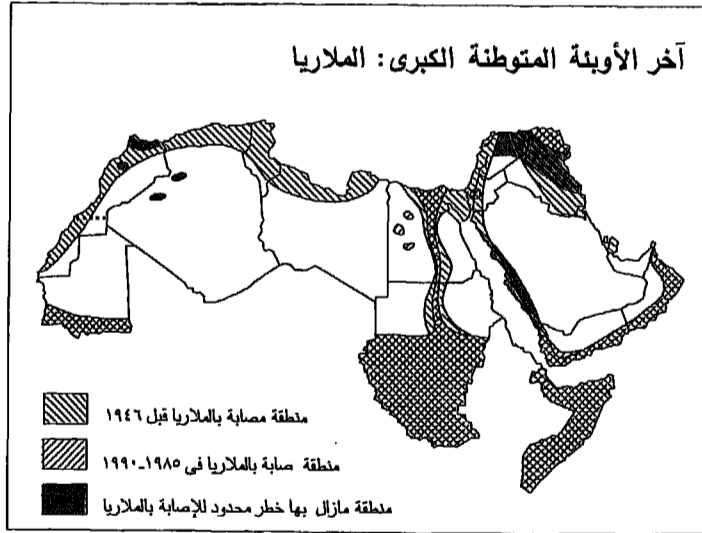 آخر الأوبئة المتوطنة الكبرى: الملاريا
منطقة مصابة بالملاريا قبل ١٩٤٦
منطقة صابة بالملاريا في ١٩٨٥-١٩٩٠
منطقة مازال بها خطر محدود للإصابة بالملاريا